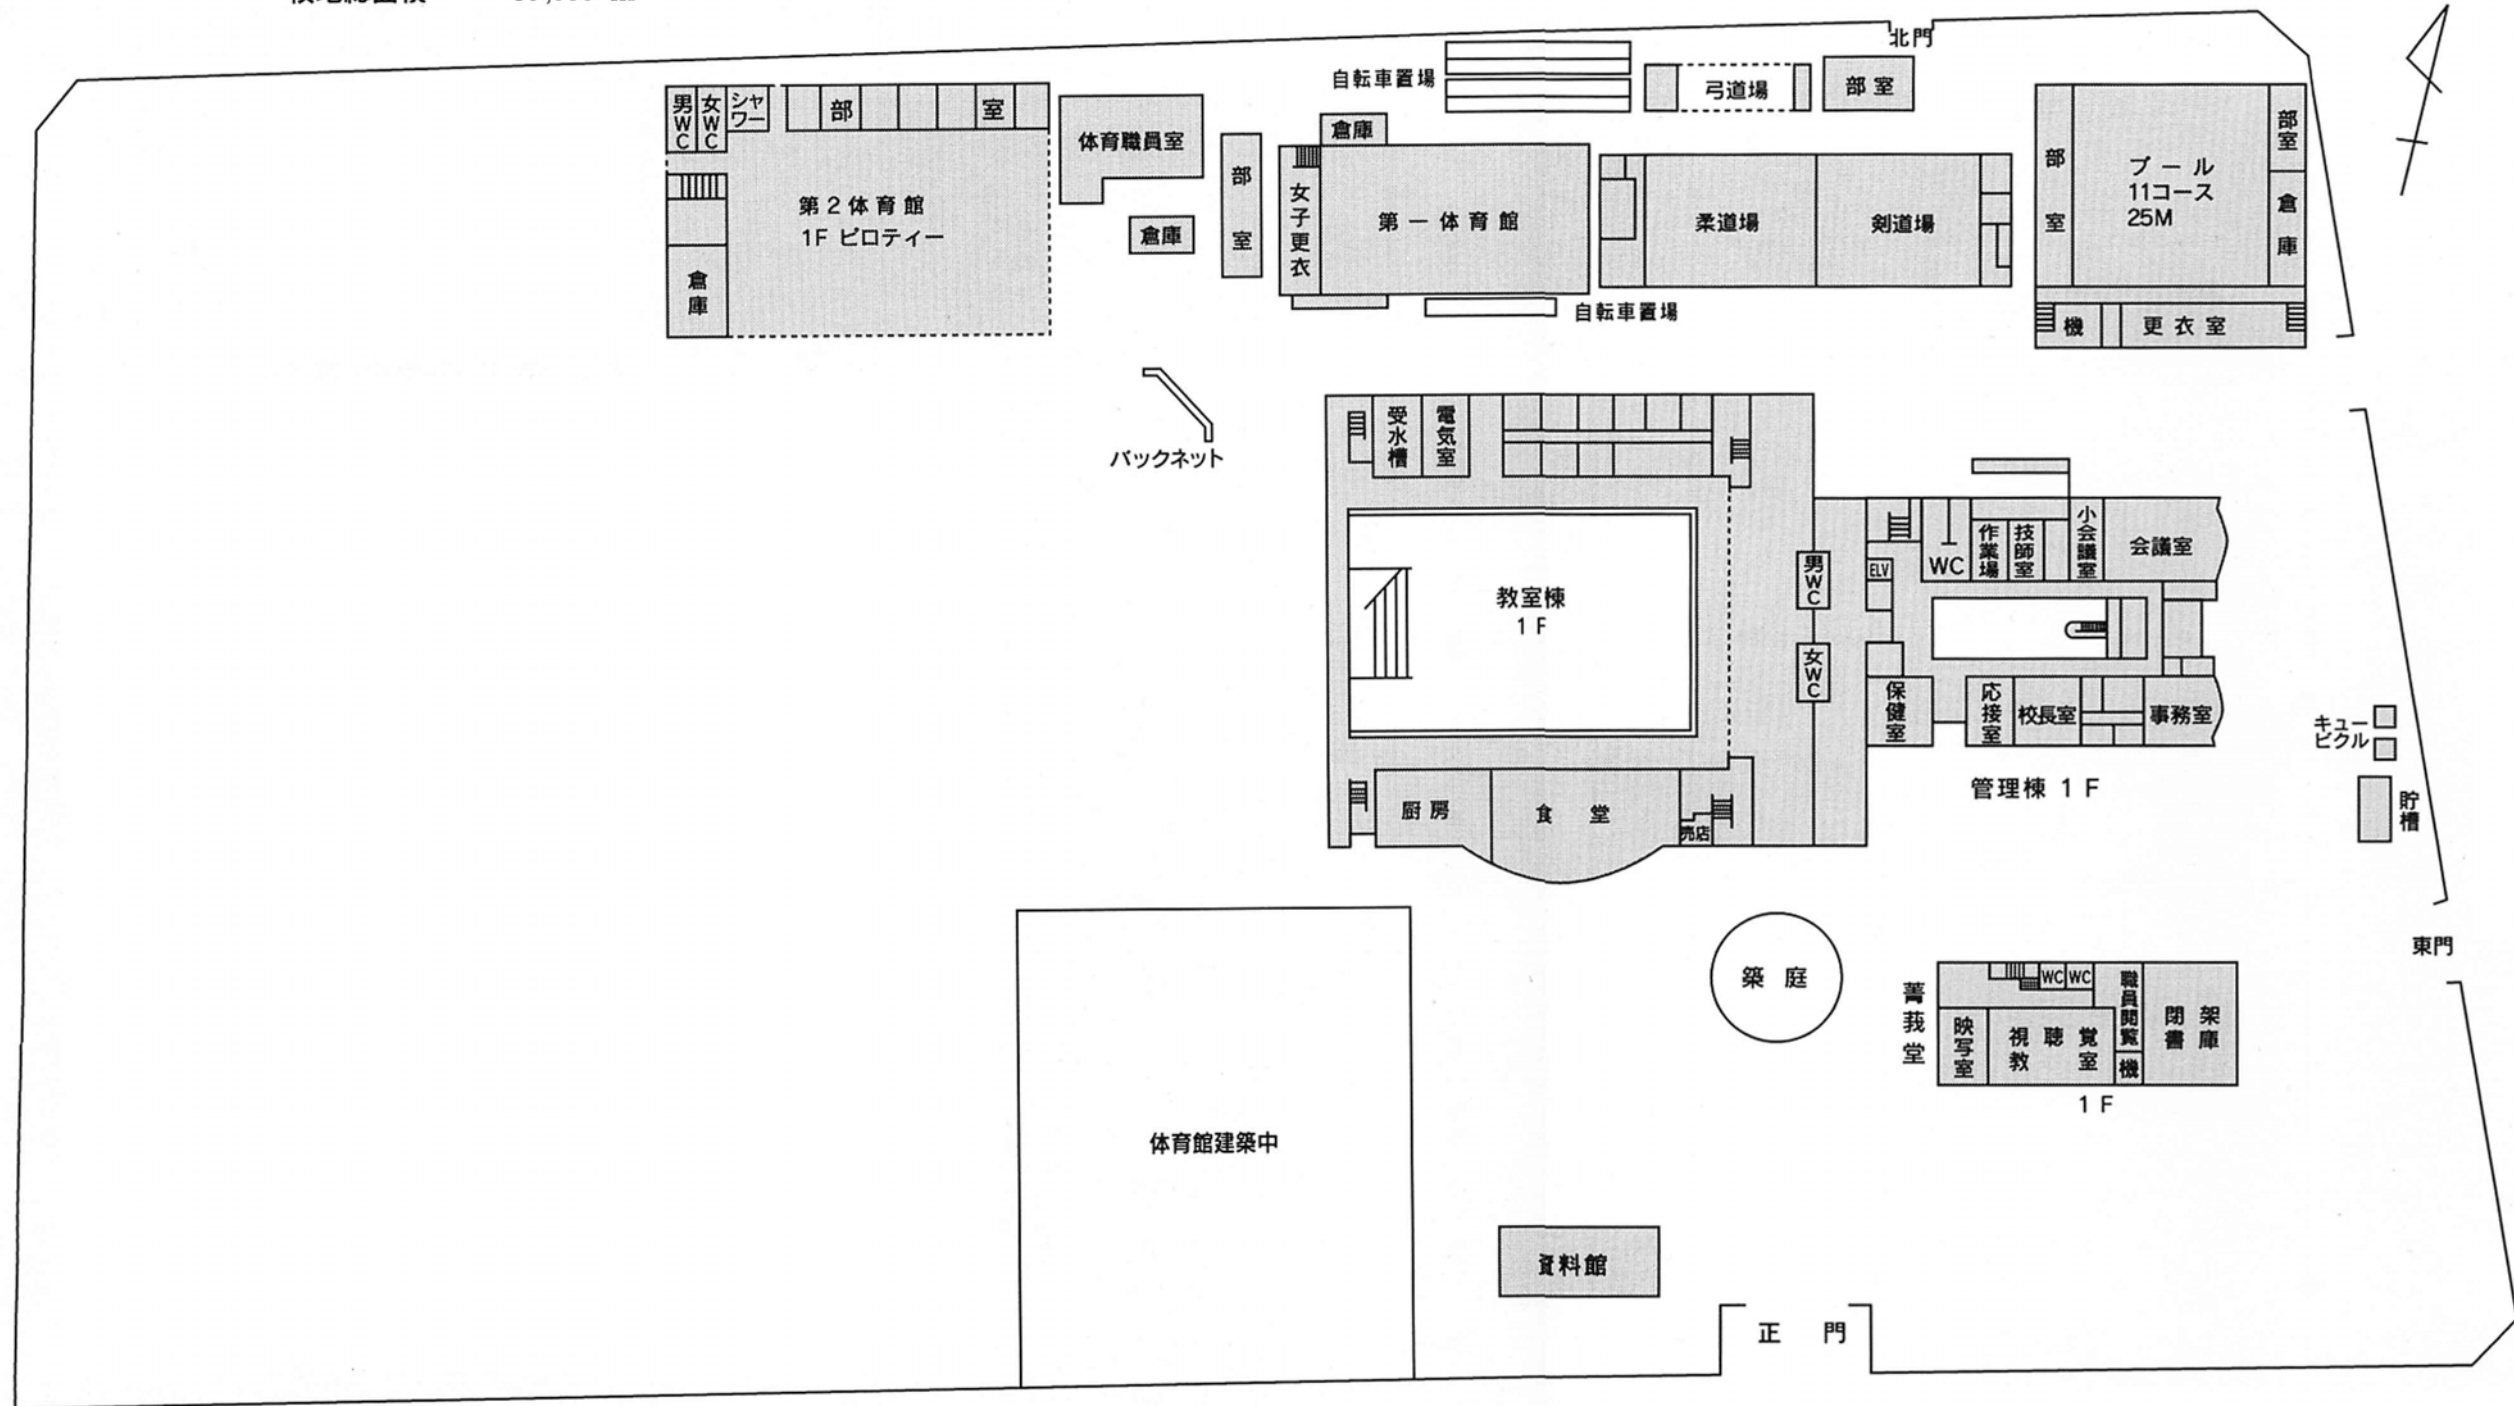 北門
自転車置場
弓道場
部室
男WC
女WC
シャワー
部室
体育職員室
倉庫
部室
プール
11コース
25M
部室
倉庫
第2体育館
1F ピロティー
倉庫
倉庫
部室
女子更衣
第一体育館
柔道場
剣道場
自転車置場
機
更衣室
バックネット
受水槽
電気室
教室棟
1F
男WC
女WC
ELV
WC
作業場
技師室
小会議室
会議室
保健室
応接室
校長室
事務室
管理棟 1F
キュービクル
貯槽
厨房
食堂
売店
東門
築庭
菁莪堂
WC
WC
職員閲覧
閉架書庫
映写室
視聴覚教室
機
1F
体育館建築中
資料館
正門